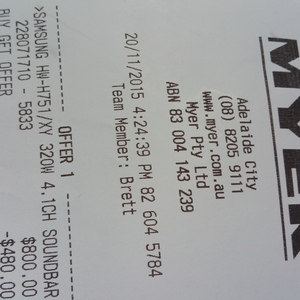 MYER
Adelaide City
(08) 8205 9111
www.myer.com.au
Myer Pty Ltd
ABN 83 004 143 239
20/11/2015 4:24:39 PM 82 604 5784
Team Member: Brett
---------- OFFER 1 ----------
>SAMSUNG HW-H751/XY 320W 4.1CH SOUNDBAR
228071710 - 5833 $800.00
BUY GET OFFER -$480.00